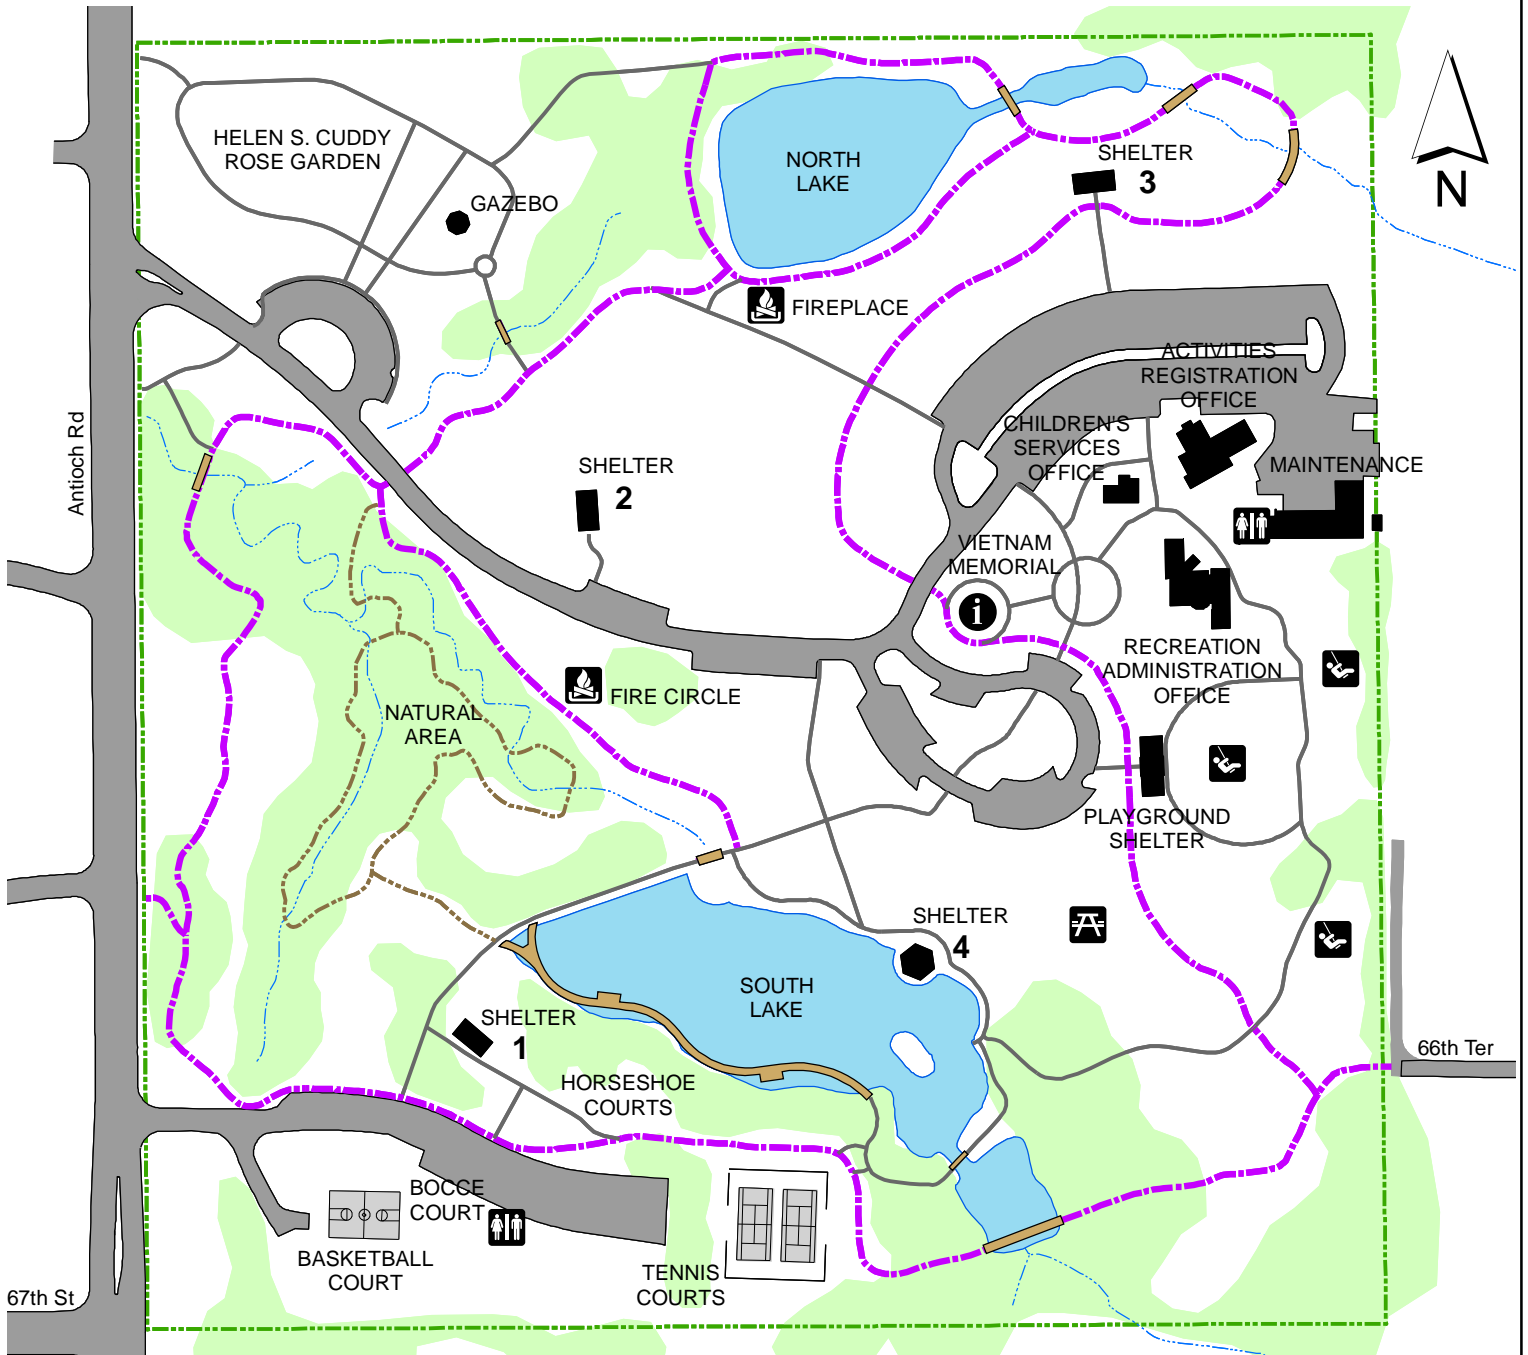 HELEN S. CUDDY
ROSE GARDEN
GAZEBO
NORTH
LAKE
SHELTER
3
N
FIREPLACE
ACTIVITIES
REGISTRATION
OFFICE
CHILDREN'S
SERVICES
OFFICE
MAINTENANCE
Antioch Rd
SHELTER
2
VIETNAM
MEMORIAL
i
RECREATION
ADMINISTRATION
OFFICE
FIRE CIRCLE
NATURAL
AREA
PLAYGROUND
SHELTER
SHELTER
4
SOUTH
LAKE
SHELTER
1
66th Ter
HORSESHOE
COURTS
BOCCE
COURT
BASKETBALL
COURT
TENNIS
COURTS
67th St